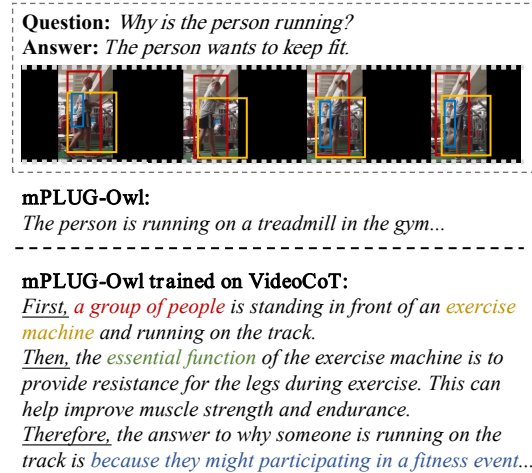 Question: Why is the person running?
Answer: The person wants to keep fit.
mPLUG-Owl:
The person is running on a treadmill in the gym...
mPLUG-Owl trained on VideoCoT:
First, a group of people is standing in front of an exercise
machine and running on the track.
Then, the essential function of the exercise machine is to
provide resistance for the legs during exercise. This can
help improve muscle strength and endurance.
Therefore, the answer to why someone is running on the
track is because they might participating in a fitness event...